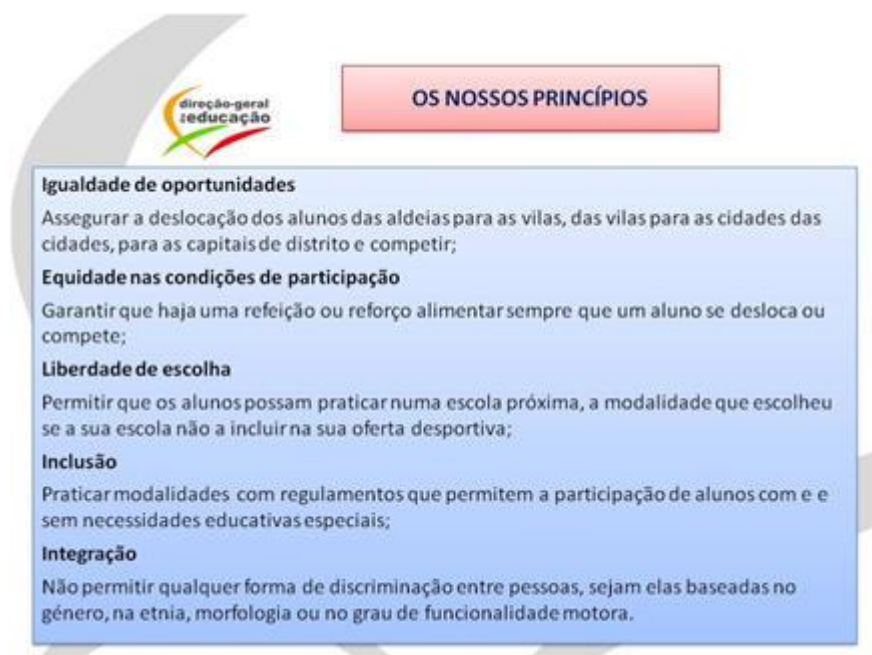 direção-geral
educação
OS NOSSOS PRINCÍPIOS
Igualdade de oportunidades
Assegurar a deslocação dos alunos das aldeias para as vilas, das vilas para as cidades das
cidades, para as capitais de distrito e competir;
Equidade nas condições de participação
Garantir que haja uma refeição ou reforço alimentar sempre que um aluno se desloca ou
compete;
Liberdade de escolha
Permitir que os alunos possam praticar numa escola próxima, a modalidade que escolheu
se a sua escola não a incluir na sua oferta desportiva;
Inclusão
Praticar modalidades com regulamentos que permitem a participação de alunos com e e
sem necessidades educativas especiais;
Integração
Não permitir qualquer forma de discriminação entre pessoas, sejam elas baseadas no
género, na etnia, morfologia ou no grau de funcionalidade motora.